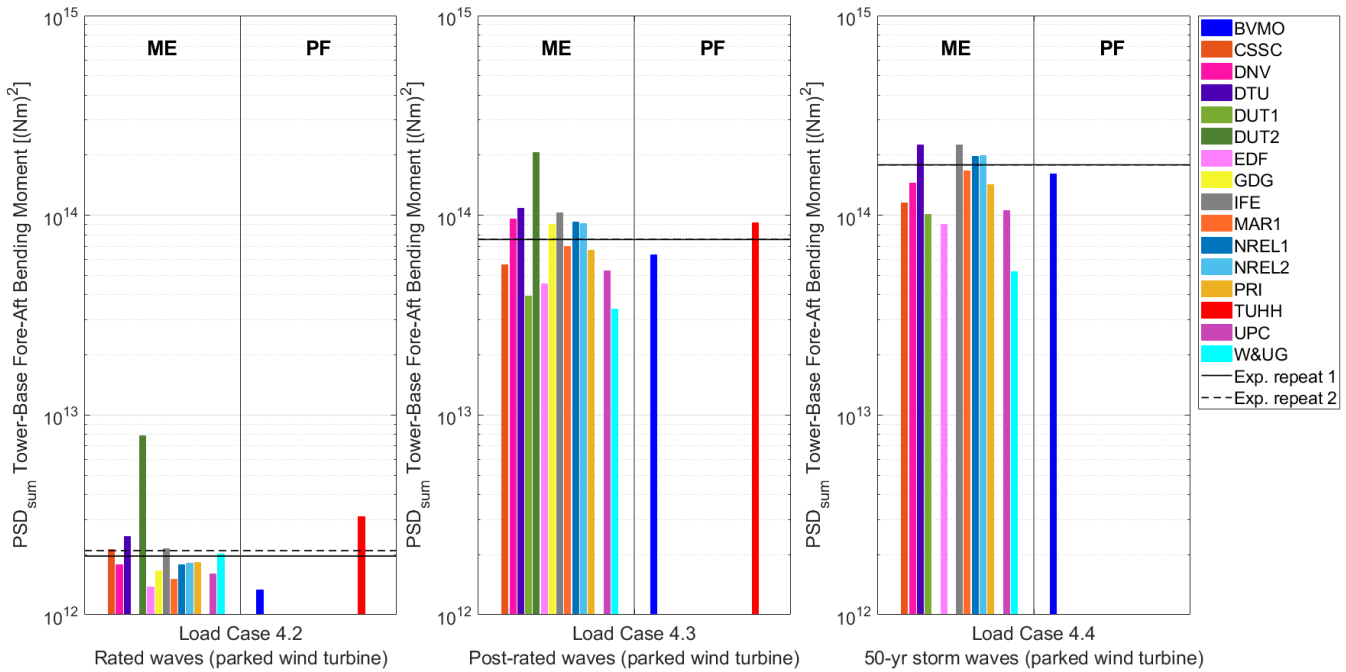 PSD_sum Tower-Base Fore-Aft Bending Moment [(Nm)^2]
10^15
10^14
10^13
10^12
ME PF
Load Case 4.2
Rated waves (parked wind turbine)
PSD_sum Tower-Base Fore-Aft Bending Moment [(Nm)^2]
10^15
10^14
10^13
10^12
ME PF
Load Case 4.3
Post-rated waves (parked wind turbine)
PSD_sum Tower-Base Fore-Aft Bending Moment [(Nm)^2]
10^15
10^14
10^13
10^12
ME PF
Load Case 4.4
50-yr storm waves (parked wind turbine)
BVMO
CSSC
DNV
DTU
DUT1
DUT2
EDF
GDG
IFE
MAR1
NREL1
NREL2
PRI
TUHH
UPC
W&UG
Exp. repeat 1
Exp. repeat 2